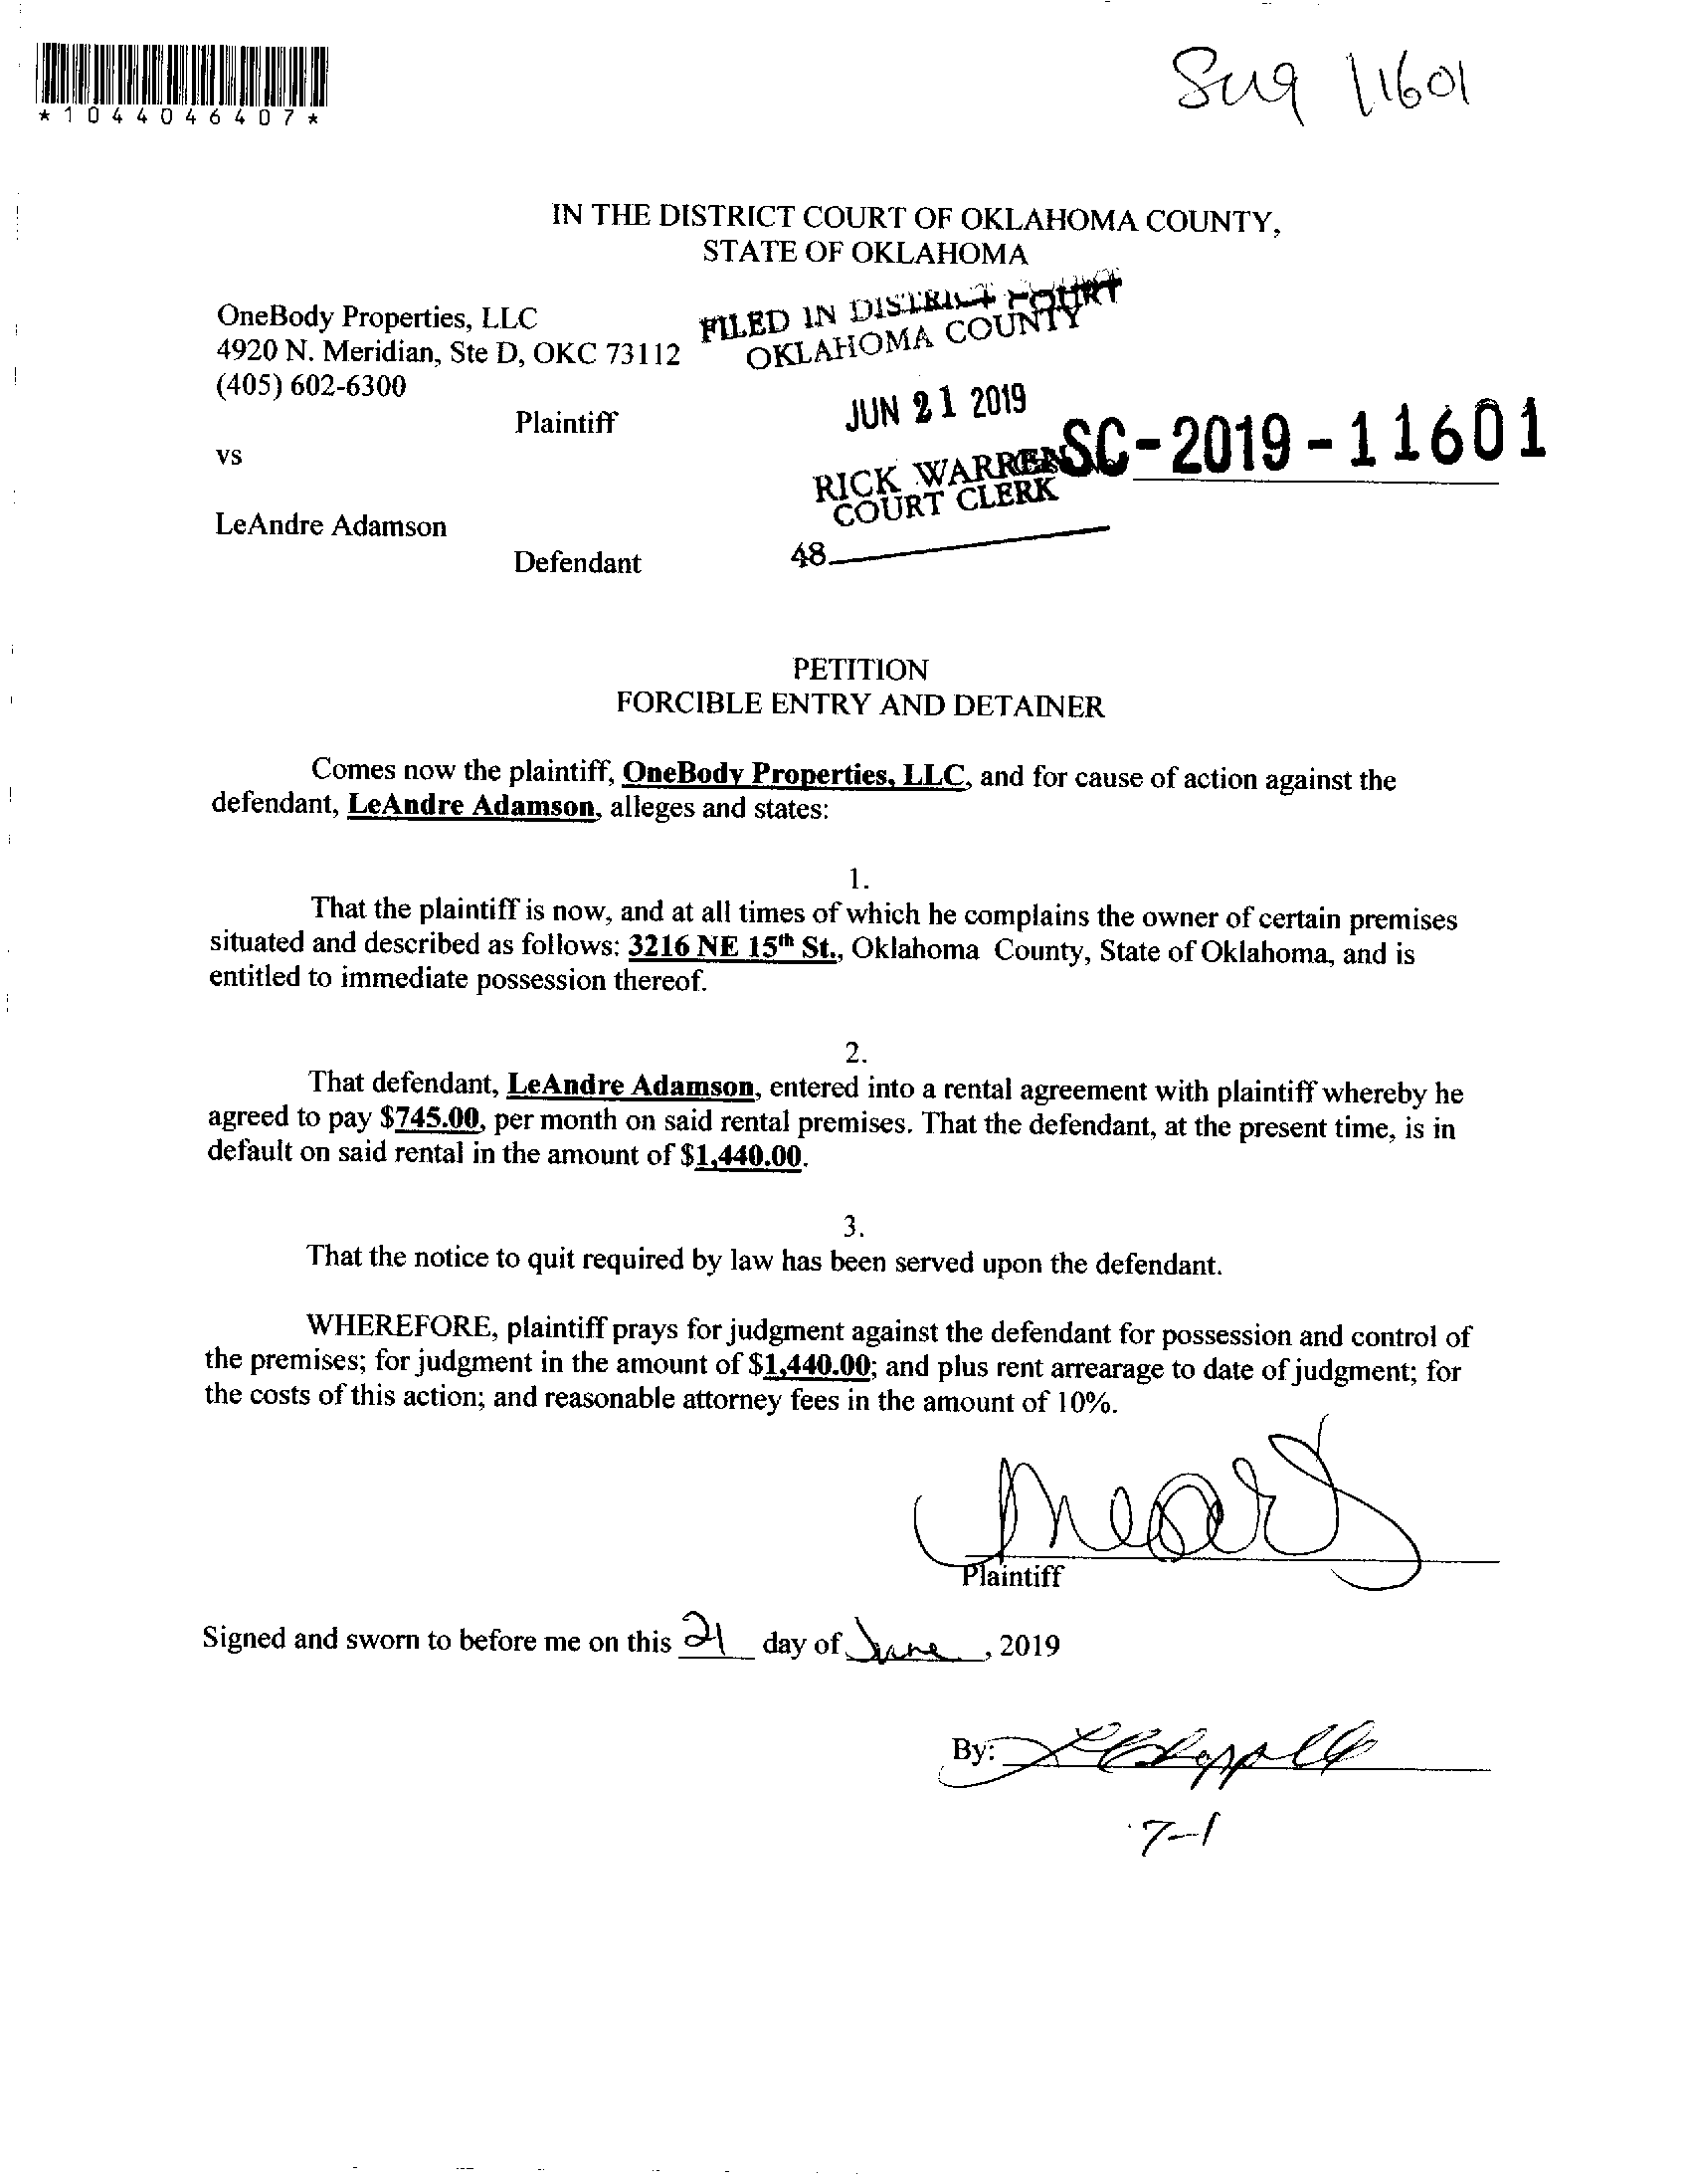 *1044046407*
11601
IN THE DISTRICT COURT OF OKLAHOMA COUNTY,
STATE OF OKLAHOMA
OneBody Properties, LLC
4920 N. Meridian, Ste D, OKC 73112
(405) 602-6300
Plaintiff
vs
LeAndre Adamson
Defendant
FILED IN DISTRICT COURT
OKLAHOMA COUNTY
JUN 21 2019
RICK WARREN
COURT CLERK
48
SC-2019-11601
PETITION
FORCIBLE ENTRY AND DETAINER
Comes now the plaintiff, OneBody Properties, LLC, and for cause of action against the
defendant, LeAndre Adamson, alleges and states:
1.
That the plaintiff is now, and at all times of which he complains the owner of certain premises
situated and described as follows: 3216 NE 15th St., Oklahoma County, State of Oklahoma, and is
entitled to immediate possession thereof.
2.
That defendant, LeAndre Adamson, entered into a rental agreement with plaintiff whereby he
agreed to pay $745.00, per month on said rental premises. That the defendant, at the present time, is in
default on said rental in the amount of $1,440.00.
3.
That the notice to quit required by law has been served upon the defendant.
WHEREFORE, plaintiff prays for judgment against the defendant for possession and control of
the premises; for judgment in the amount of $1,440.00; and plus rent arrearage to date of judgment; for
the costs of this action; and reasonable attorney fees in the amount of 10%.
Plaintiff
Signed and sworn to before me on this 21 day of June, 2019
By:
7-1